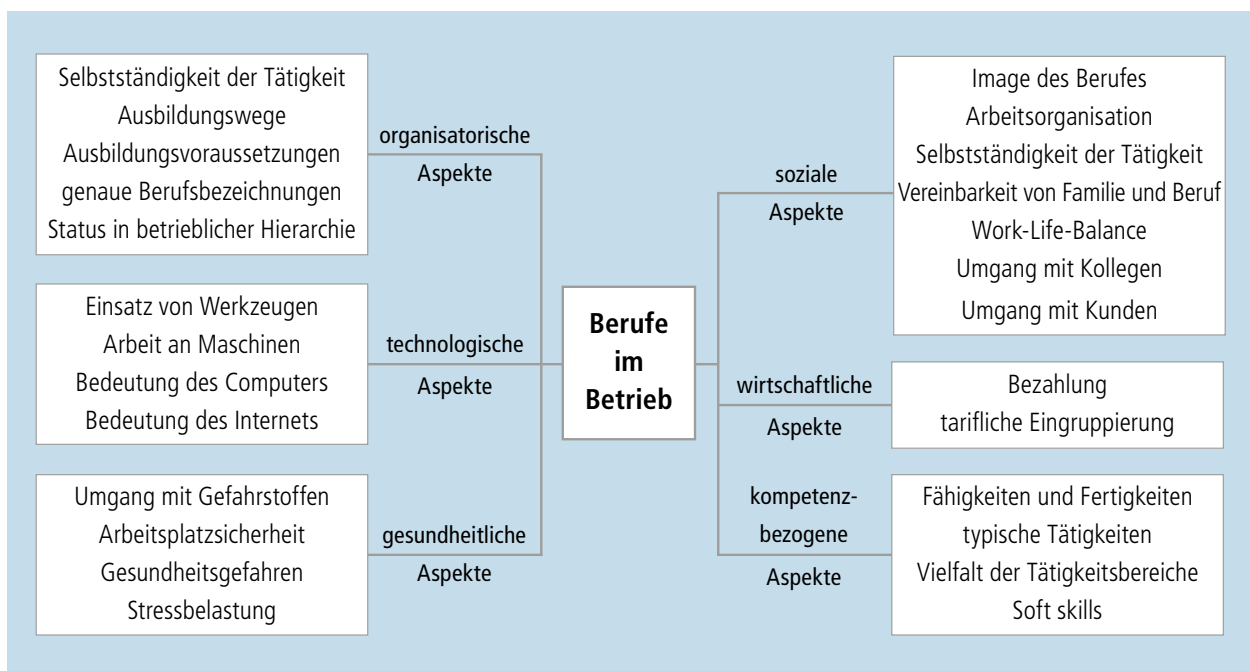 Selbstständigkeit der Tätigkeit
Ausbildungswege
Ausbildungsvoraussetzungen
genaue Berufsbezeichnungen
Status in betrieblicher Hierarchie
organisatorische
Aspekte
Einsatz von Werkzeugen
Arbeit an Maschinen
Bedeutung des Computers
Bedeutung des Internets
technologische
Aspekte
Umgang mit Gefahrstoffen
Arbeitsplatzsicherheit
Gesundheitsgefahren
Stressbelastung
gesundheitliche
Aspekte
Berufe
im
Betrieb
soziale
Aspekte
Image des Berufes
Arbeitsorganisation
Selbstständigkeit der Tätigkeit
Vereinbarkeit von Familie und Beruf
Work-Life-Balance
Umgang mit Kollegen
Umgang mit Kunden
wirtschaftliche
Aspekte
Bezahlung
tarifliche Eingruppierung
kompetenz-
bezogene
Aspekte
Fähigkeiten und Fertigkeiten
typische Tätigkeiten
Vielfalt der Tätigkeitsbereiche
Soft skills